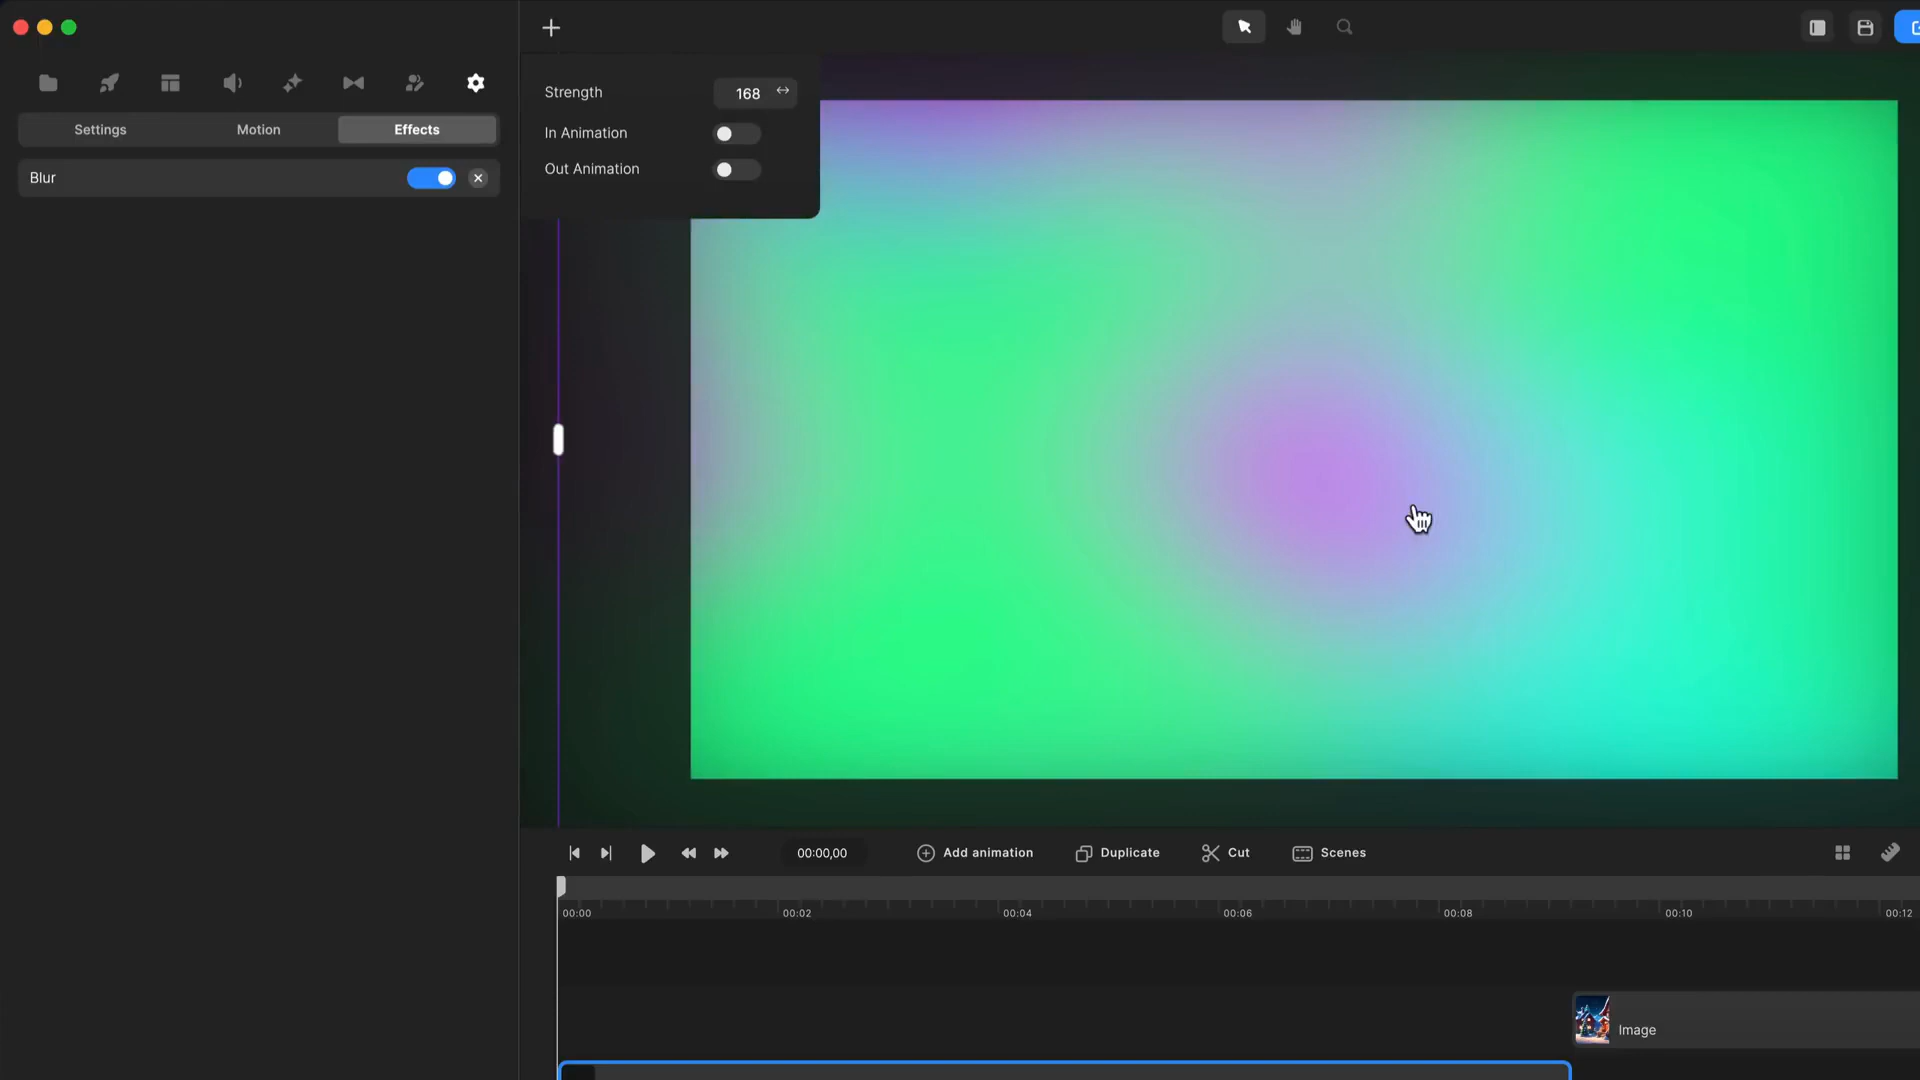 Settings Motion Effects
Blur
Strength 168
In Animation
Out Animation
00:00,00 Add animation Duplicate Cut Scenes
00:00 00:02 00:04 00:06 00:08 00:10 00:12
Image